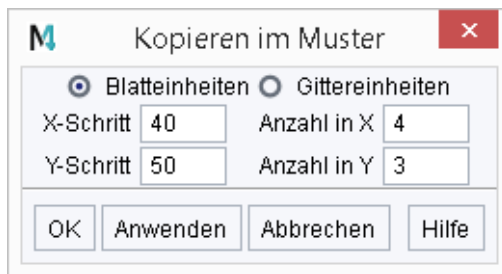 Kopieren im Muster
Blatteinheiten Gittereinheiten
X-Schritt 40 Anzahl in X 4
Y-Schritt 50 Anzahl in Y 3
OK Anwenden Abbrechen Hilfe